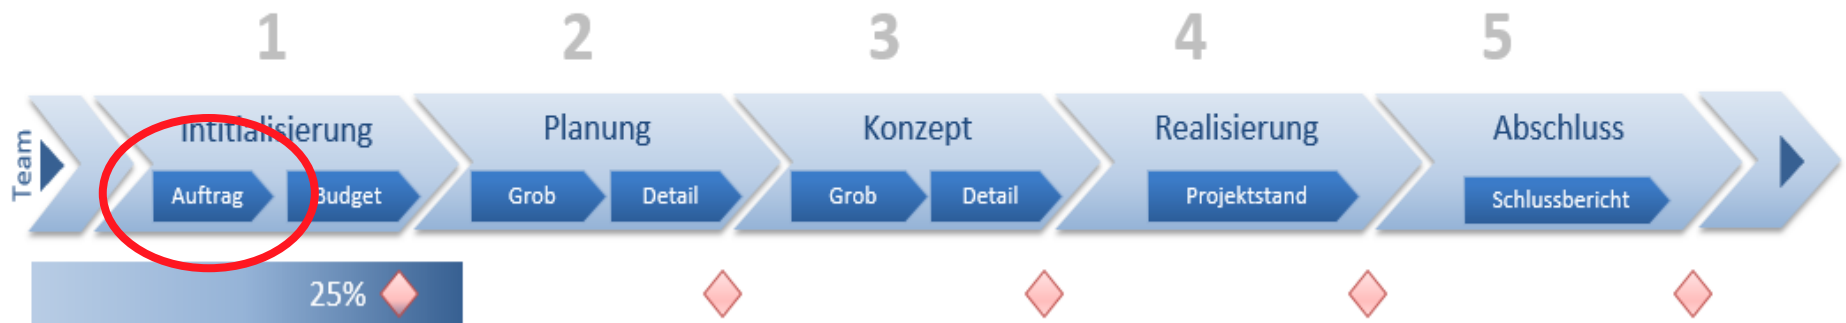 1 2 3 4 5
Team
Intitialisierung Planung Konzept Realisierung Abschluss
Auftrag Budget Grob Detail Grob Detail Projektstand Schlussbericht
25%